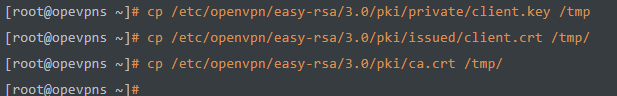 [root@opevpns ~]# cp /etc/openvpn/easy-rsa/3.0/pki/private/client.key /tmp
[root@opevpns ~]# cp /etc/openvpn/easy-rsa/3.0/pki/issued/client.crt /tmp/
[root@opevpns ~]# cp /etc/openvpn/easy-rsa/3.0/pki/ca.crt /tmp/
[root@opevpns ~]#